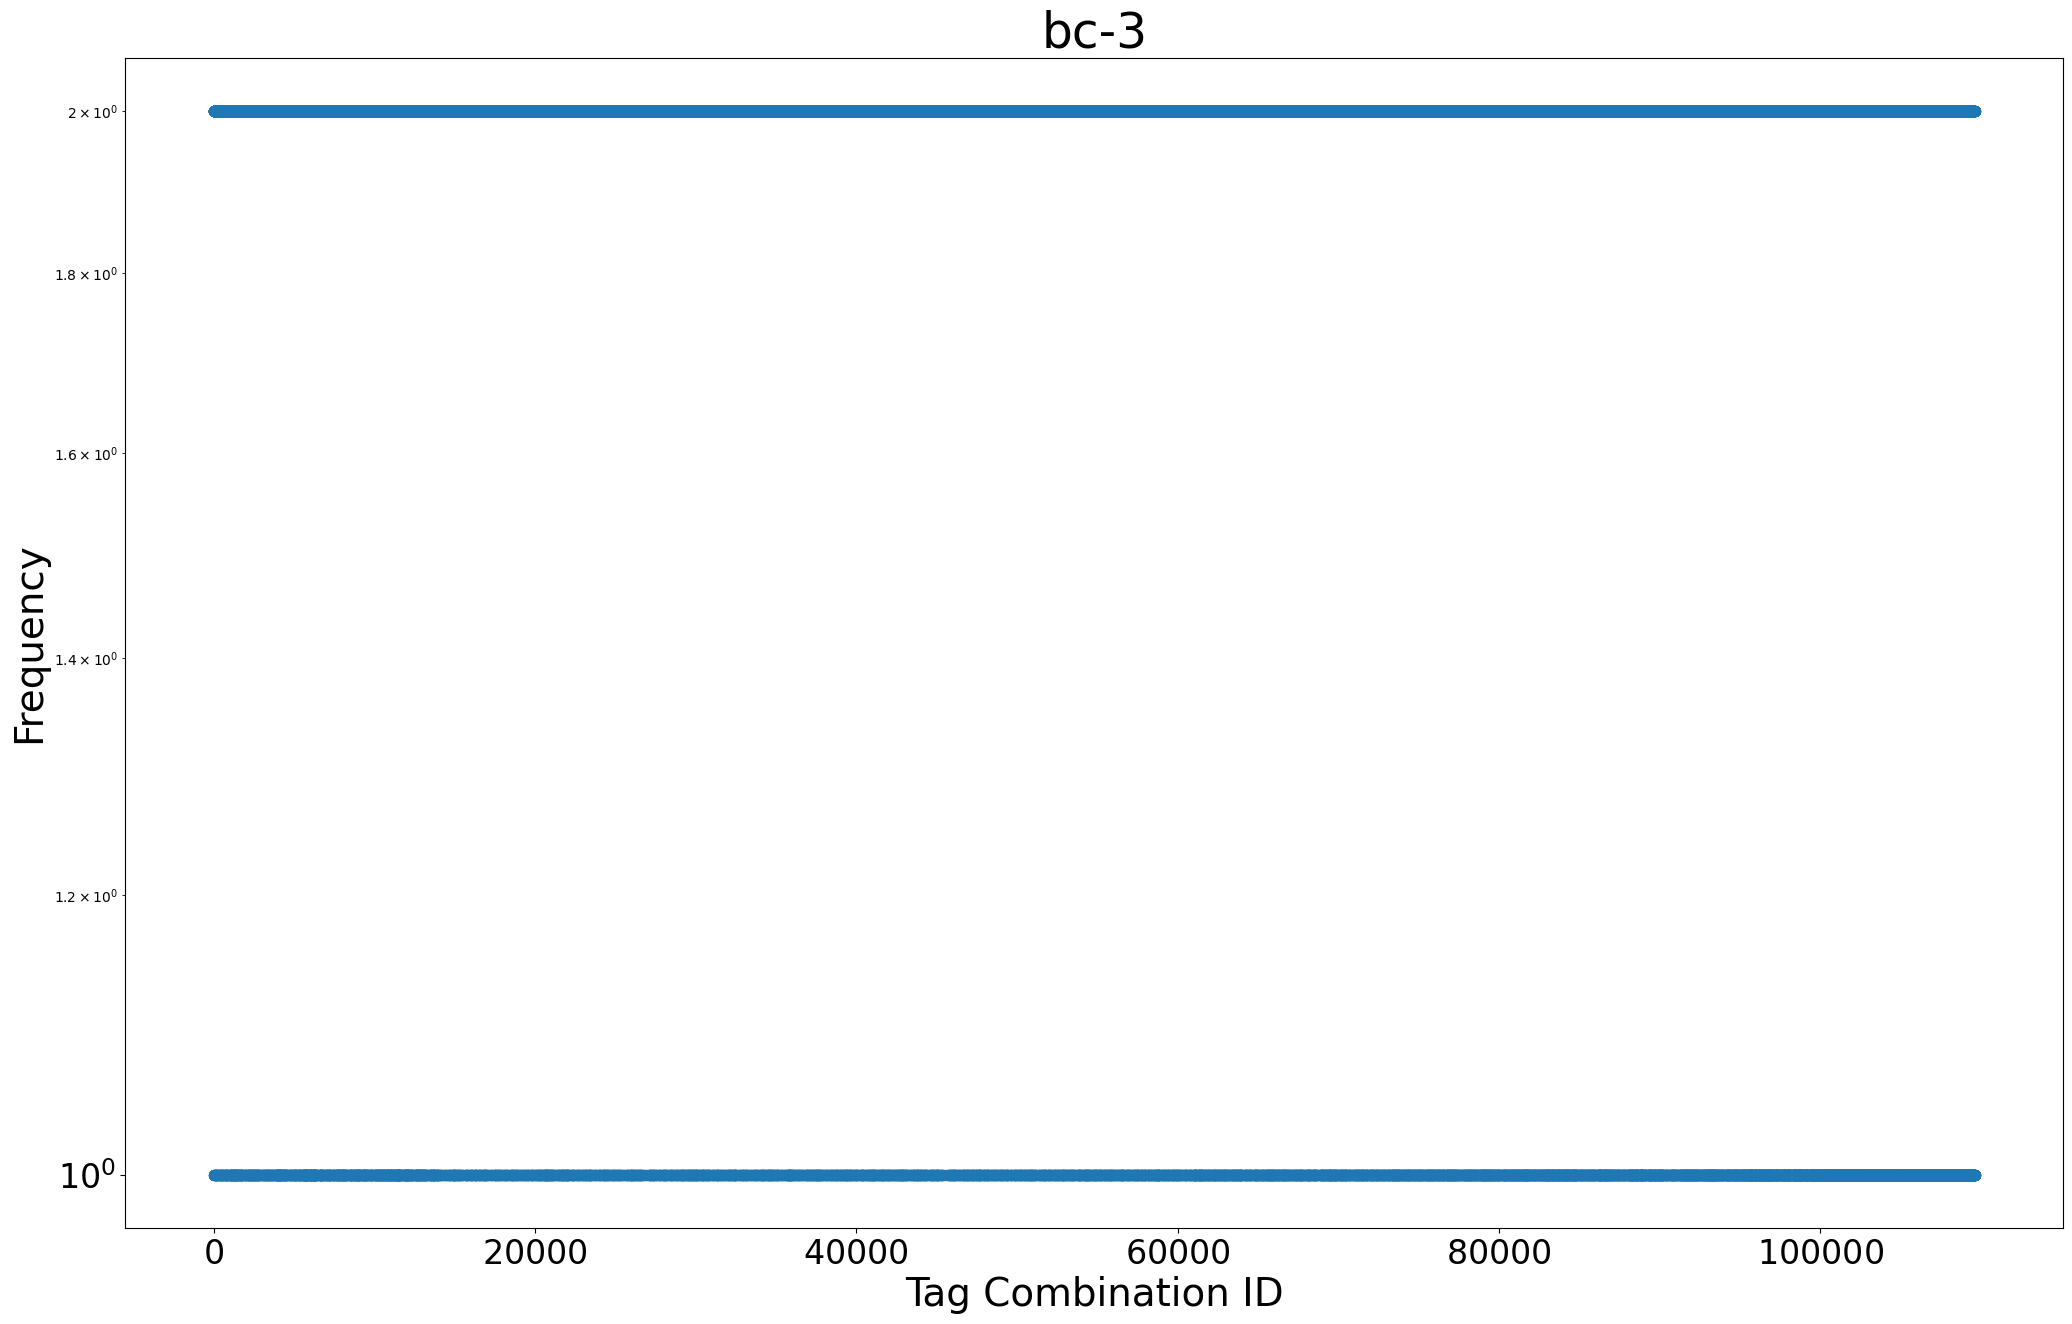 bc-3
2 × 10⁰
1.8 × 10⁰
1.6 × 10⁰
1.4 × 10⁰
1.2 × 10⁰
10⁰
Frequency
0 20000 40000 60000 80000 100000
Tag Combination ID